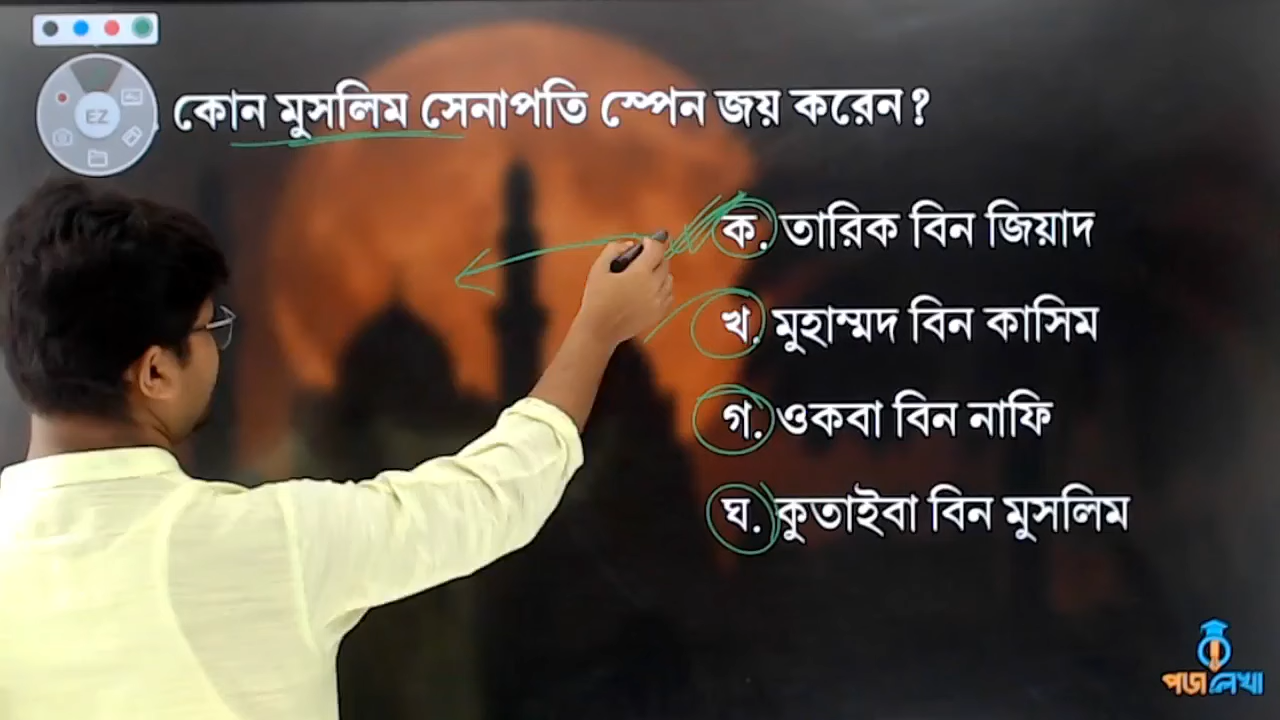 EZ
কোন মুসলিম সেনাপতি স্পেন জয় করেন?
ক. তারিক বিন জিয়াদ
খ. মুহাম্মদ বিন কাসিম
গ. ওকবা বিন নাফি
ঘ. কুতাইবা বিন মুসলিম
পড়ালেখা